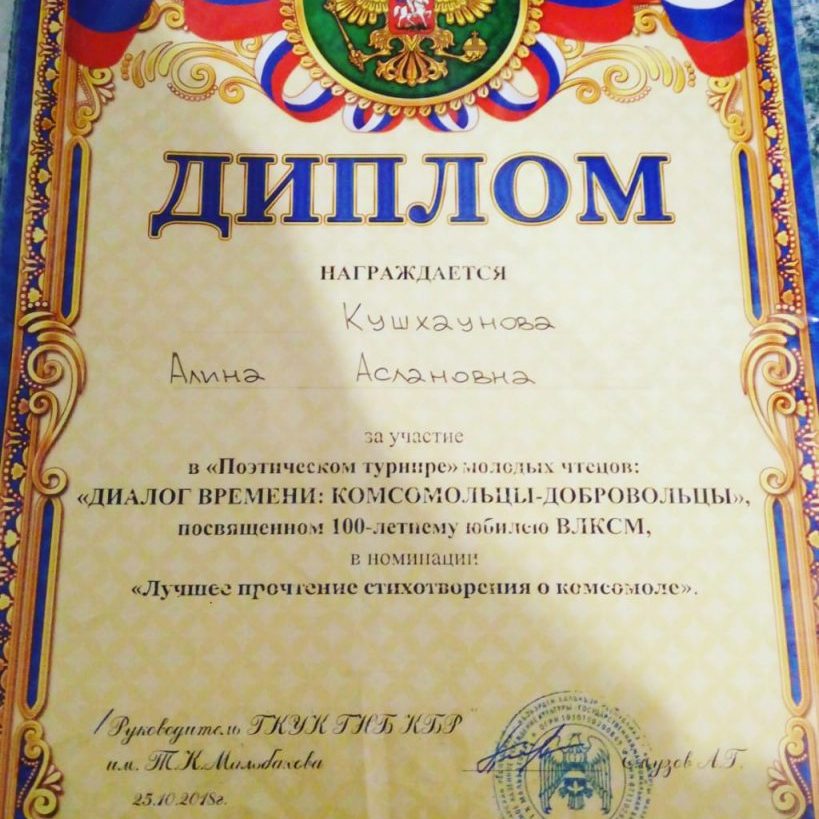 ДИПЛОМ
НАГРАЖДАЕТСЯ
Кушхаунова
Алина Аслановна
за участие
в «Поэтическом турнире» молодых чтецов:
«ДИАЛОГ ВРЕМЕНИ: КОМСОМОЛЬЦЫ-ДОБРОВОЛЬЦЫ»,
посвященном 100-летнему юбилею ВЛКСМ,
в номинации
«Лучшее прочтение стихотворения о комсомоле».
Руководитель ГКУК ГНБ КБР
им. Т.К.Мальбахова А.Г.
25.10.2018г.